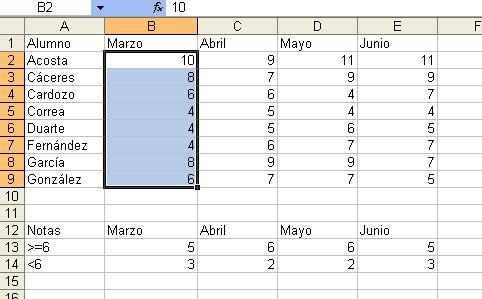 B2 fx 10
A B C D E F
1 Alumno Marzo Abril Mayo Junio
2 Acosta 10 9 11 11
3 Cáceres 8 7 9 9
4 Cardozo 6 6 4 7
5 Correa 4 5 4 4
6 Duarte 4 5 6 5
7 Fernández 4 6 7 7
8 García 8 9 9 7
9 González 6 7 7 5
10
11
12 Notas Marzo Abril Mayo Junio
13 >=6 5 6 6 5
14 <6 3 2 2 3
15
16